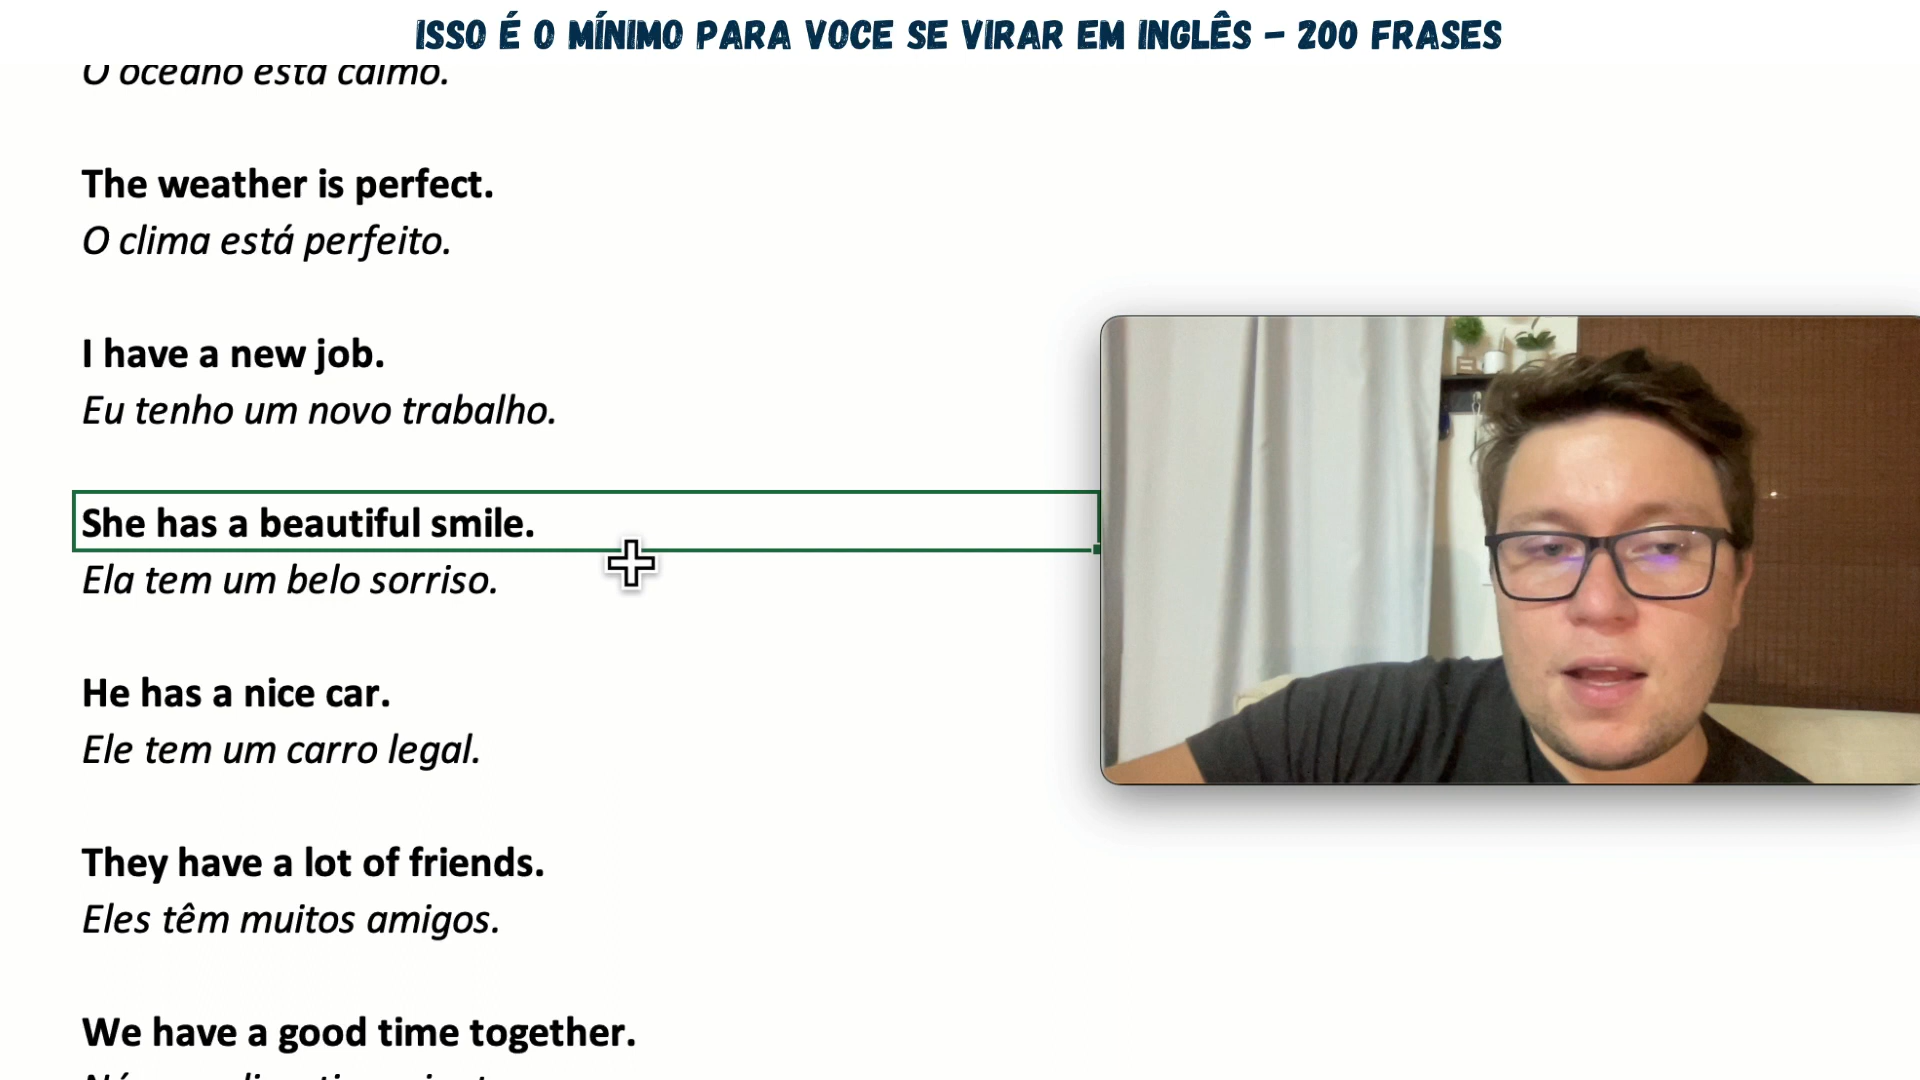 ISSO É O MÍNIMO PARA VOCE SE VIRAR EM INGLÊS – 200 FRASES
O oceano está calmo.
The weather is perfect.
O clima está perfeito.
I have a new job.
Eu tenho um novo trabalho.
She has a beautiful smile.
Ela tem um belo sorriso.
He has a nice car.
Ele tem um carro legal.
They have a lot of friends.
Eles têm muitos amigos.
We have a good time together.